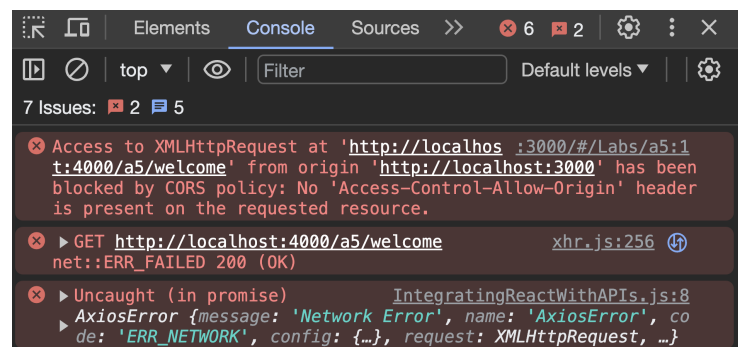 Elements Console Sources >> 6 2
top ▼ Filter Default levels ▼
7 Issues: 2 5
Access to XMLHttpRequest at 'http://localhos :3000/#/Labs/a5:1
t:4000/a5/welcome' from origin 'http://localhost:3000' has been
blocked by CORS policy: No 'Access-Control-Allow-Origin' header
is present on the requested resource.
▶GET http://localhost:4000/a5/welcome xhr.js:256
net::ERR_FAILED 200 (OK)
▶Uncaught (in promise) IntegratingReactWithAPIs.js:8
▶AxiosError {message: 'Network Error', name: 'AxiosError', co
de: 'ERR_NETWORK', config: {…}, request: XMLHttpRequest, …}